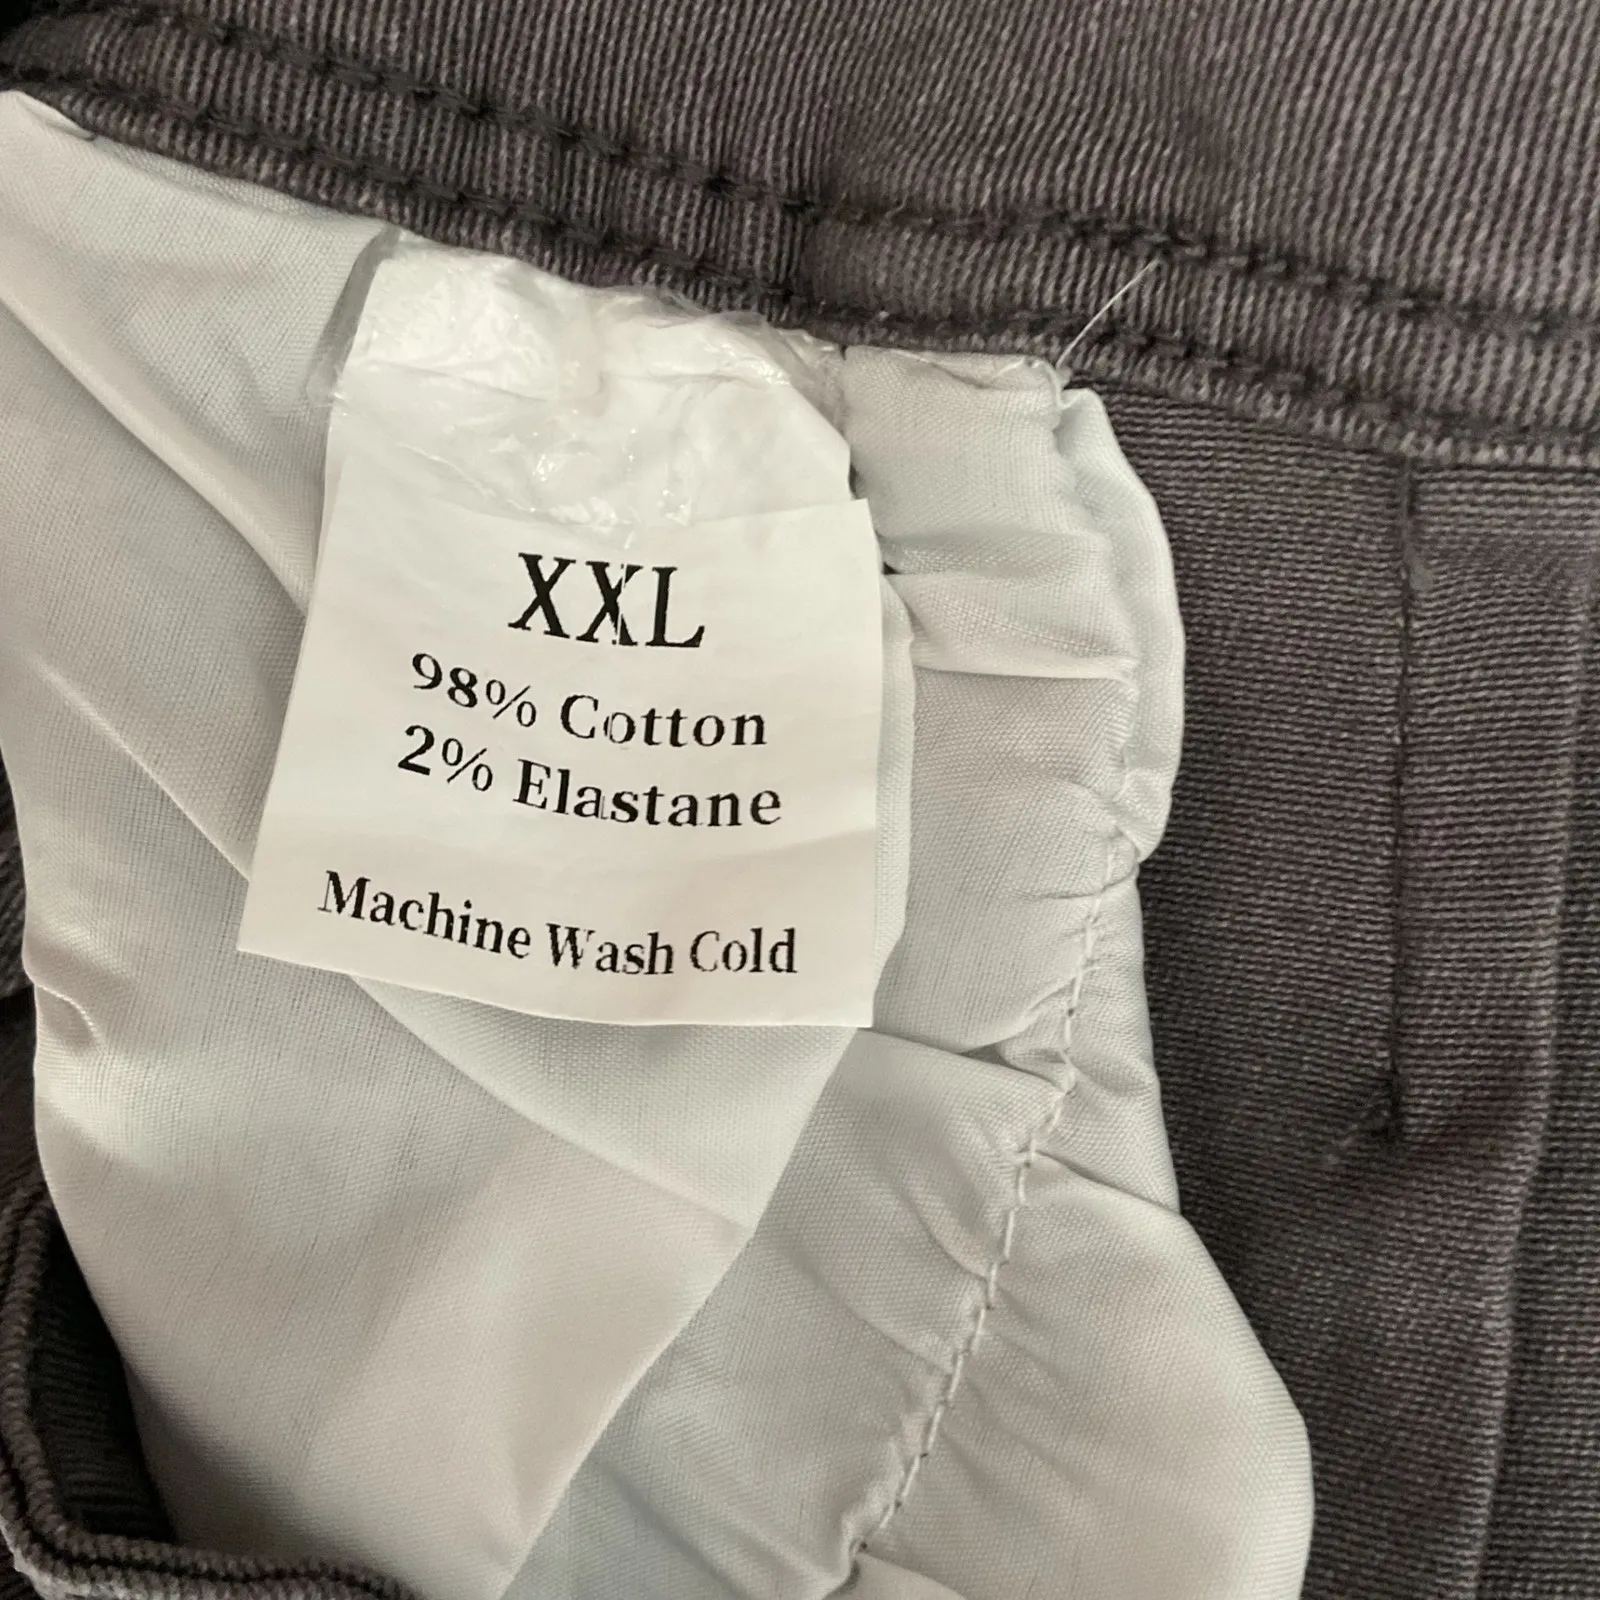 XXL
98% Cotton
2% Elastane
Machine Wash Cold